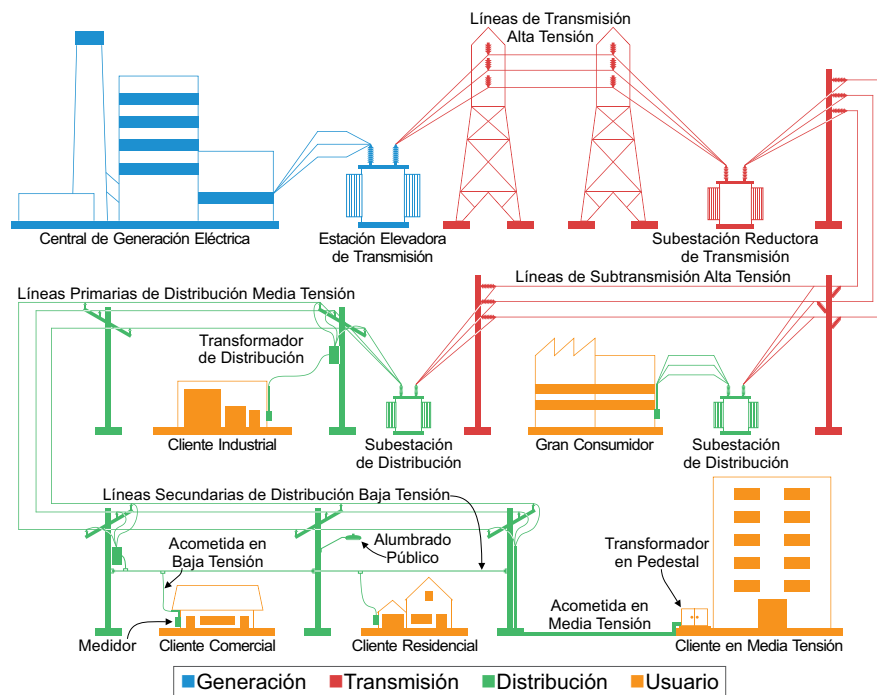 Líneas de Transmisión
Alta Tensión
Central de Generación Eléctrica
Estación Elevadora
de Transmisión
Subestación Reductora
de Transmisión
Líneas de Subtransmisión Alta Tensión
Líneas Primarias de Distribución Media Tensión
Transformador
de Distribución
Cliente Industrial
Subestación
de Distribución
Gran Consumidor
Subestación
de Distribución
Líneas Secundarias de Distribución Baja Tensión
Acometida en
Baja Tensión
Alumbrado
Público
Transformador
en Pedestal
Acometida en
Media Tensión
Medidor
Cliente Comercial
Cliente Residencial
Cliente en Media Tensión
Generación
Transmisión
Distribución
Usuario